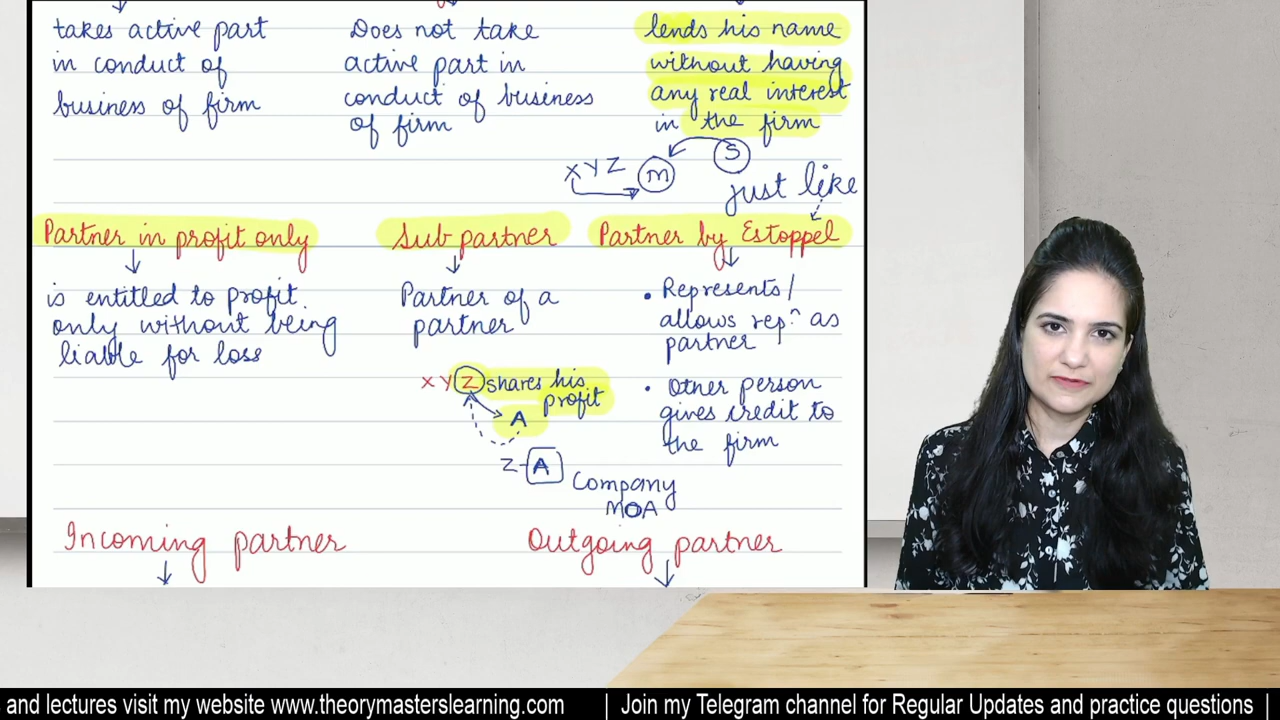 takes active part
in conduct of
business of firm
Does not take
active part in
conduct of business
of firm
lends his name
without having
any real interest
in the firm
X Y Z
M
S
just like
Partner in profit only
is entitled to profit
only without being
liable for loss
Sub partner
Partner of a
partner
X Y Z shares his
profit
A
Z-A
Company
MOA
Partner by Estoppel
• Represents/
allows repⁿ as
partner
• Other person
gives credit to
the firm
Incoming partner
Outgoing partner
and lectures visit my website www.theorymasterslearning.com | Join my Telegram channel for Regular Updates and practice questions |